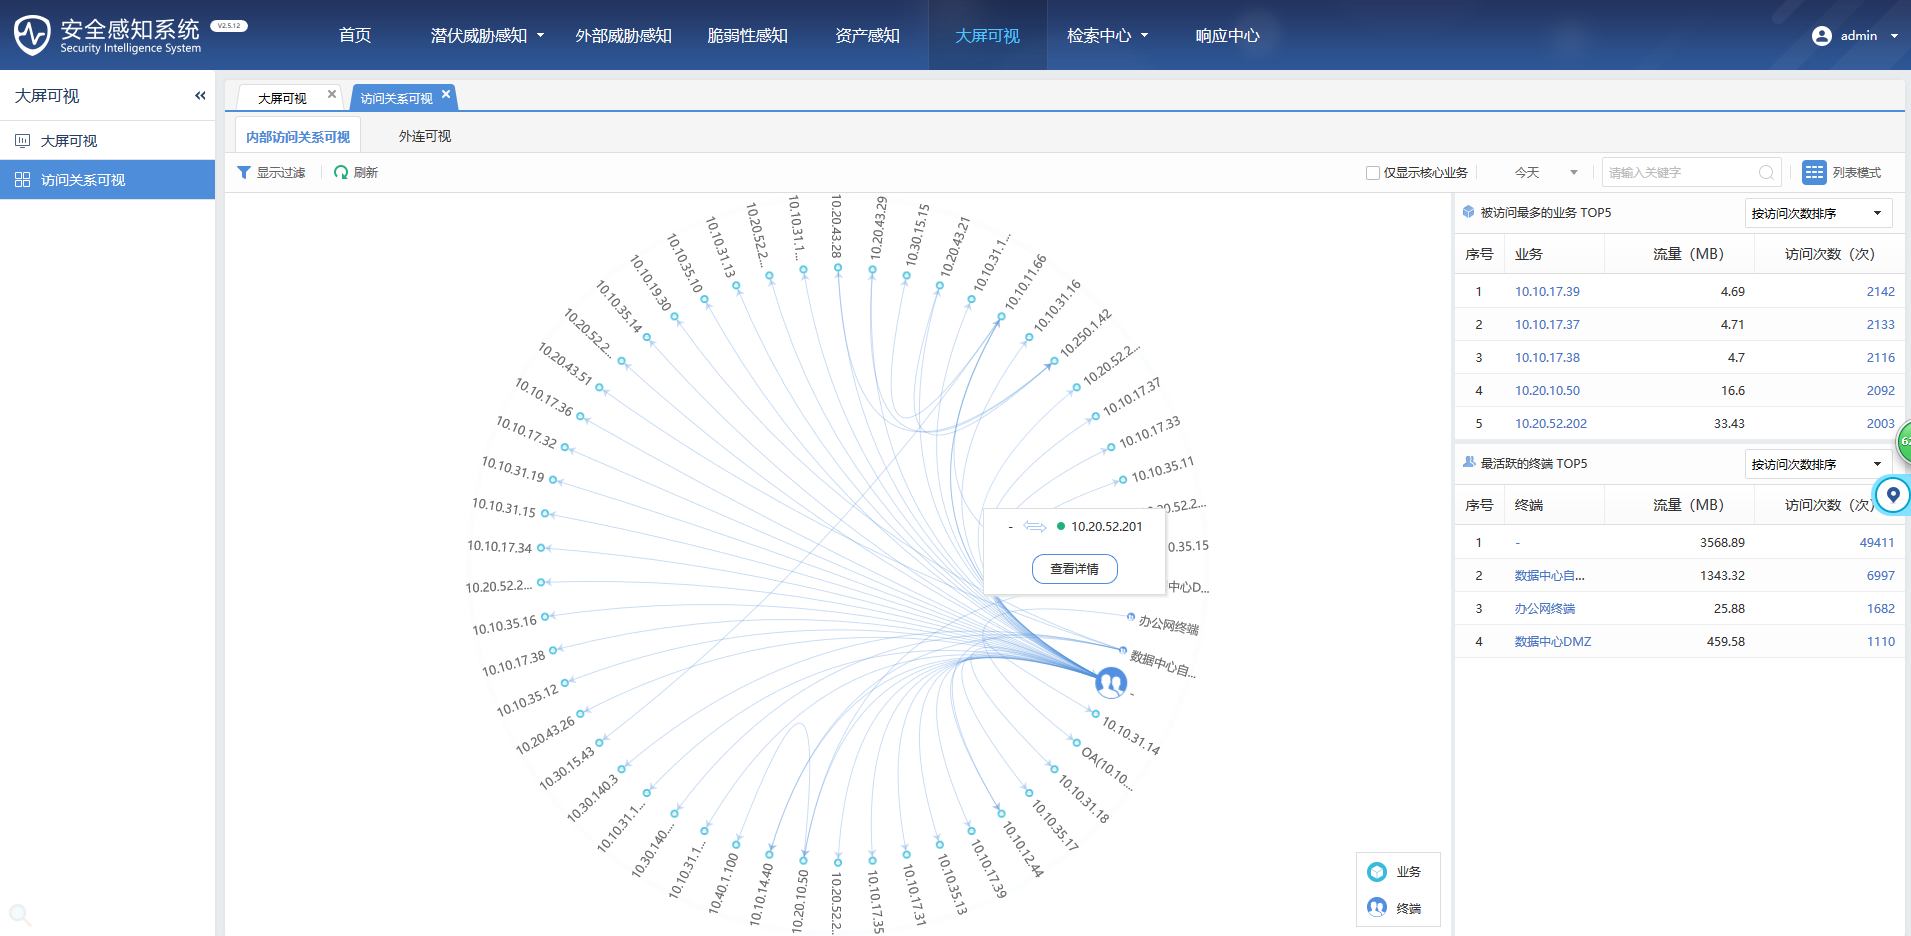 安全感知系统 V2.5.12
Security Intelligence System
首页 潜伏威胁感知 外部威胁感知 脆弱性感知 资产感知 大屏可视 检索中心 响应中心 admin
大屏可视
大屏可视
访问关系可视
大屏可视 访问关系可视
内部访问关系可视 外连可视
显示过滤 刷新 仅显示核心业务 今天 请输入关键字 列表模式
10.20.43.28
10.20.43.29
10.30.15.15
10.20.43.21
10.10.31.1...
10.10.11.66
10.10.31.16
10.250.1.42
10.20.52.2...
10.10.17.37
10.10.17.33
10.10.35.11
0.20.52.2...
0.35.15
中心D...
办公网终端
数据中心自...
-
10.10.31.14
OA(10.10....
10.10.31.18
10.10.35.17
10.10.12.44
10.10.17.39
10.10.35.13
10.10.17.31
10.10.17.35
10.20.52.2...
10.20.10.50
10.10.14.40
10.40.1.100
10.10.31.1...
10.30.140....
10.10.31.1...
10.30.140.3
10.30.15.43
10.20.43.26
10.10.35.12
10.10.17.38
10.10.35.16
10.20.52.2...
10.10.17.34
10.10.31.15
10.10.31.19
10.10.17.32
10.10.17.36
10.20.43.51
10.20.52.2...
10.10.35.14
10.10.19.30
10.10.35.10
10.10.31.13
10.20.52.2...
10.10.31.1...
- 10.20.52.201
查看详情
业务
终端
被访问最多的业务 TOP5 按访问次数排序
序号 业务 流量（MB） 访问次数（次）
1 10.10.17.39 4.69 2142
2 10.10.17.37 4.71 2133
3 10.10.17.38 4.7 2116
4 10.20.10.50 16.6 2092
5 10.20.52.202 33.43 2003
62
最活跃的终端 TOP5 按访问次数排序
序号 终端 流量（MB） 访问次数（次）
1 - 3568.89 49411
2 数据中心自... 1343.32 6997
3 办公网终端 25.88 1682
4 数据中心DMZ 459.58 1110